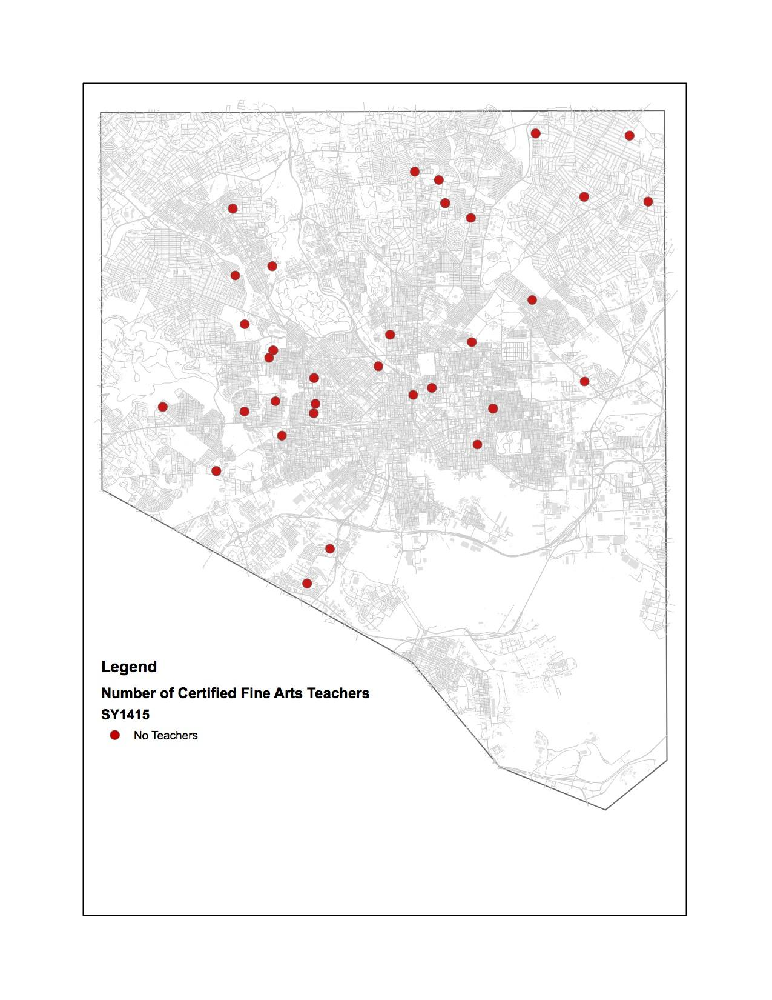 Legend
Number of Certified Fine Arts Teachers
SY1415
No Teachers